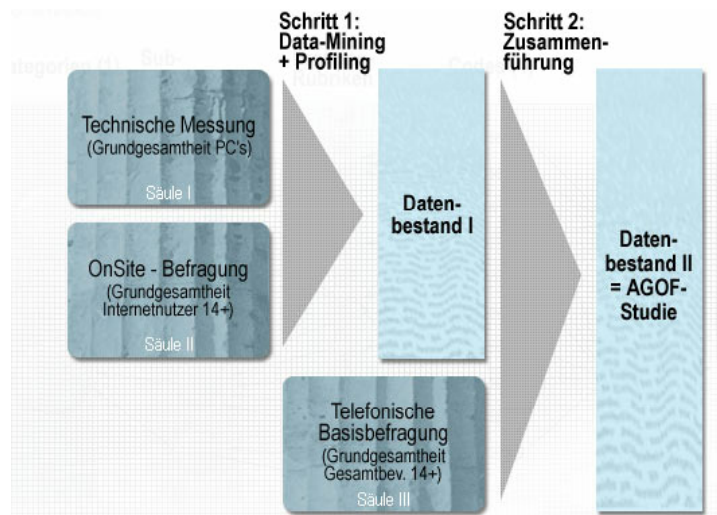 Schritt 1:
Data-Mining
+ Profiling
Schritt 2:
Zusammen-
führung
Technische Messung
(Grundgesamtheit PC's)
Säule I
OnSite - Befragung
(Grundgesamtheit
Internetnutzer 14+)
Säule II
Daten-
bestand I
Telefonische
Basisbefragung
(Grundgesamtheit
Gesamtbev. 14+)
Säule III
Daten-
bestand II
= AGOF-
Studie
Rubriken